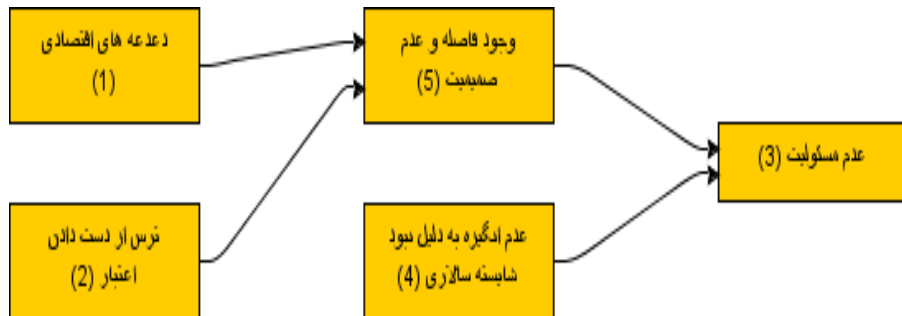 دغدغه های اقتصادی
(1)
وجود فاصله و عدم
صمیمیت (5)
عدم مسئولیت (3)
ترس از دست دادن
اعتبار (2)
عدم انگیزه به دلیل نبود
شایسته سالاری (4)